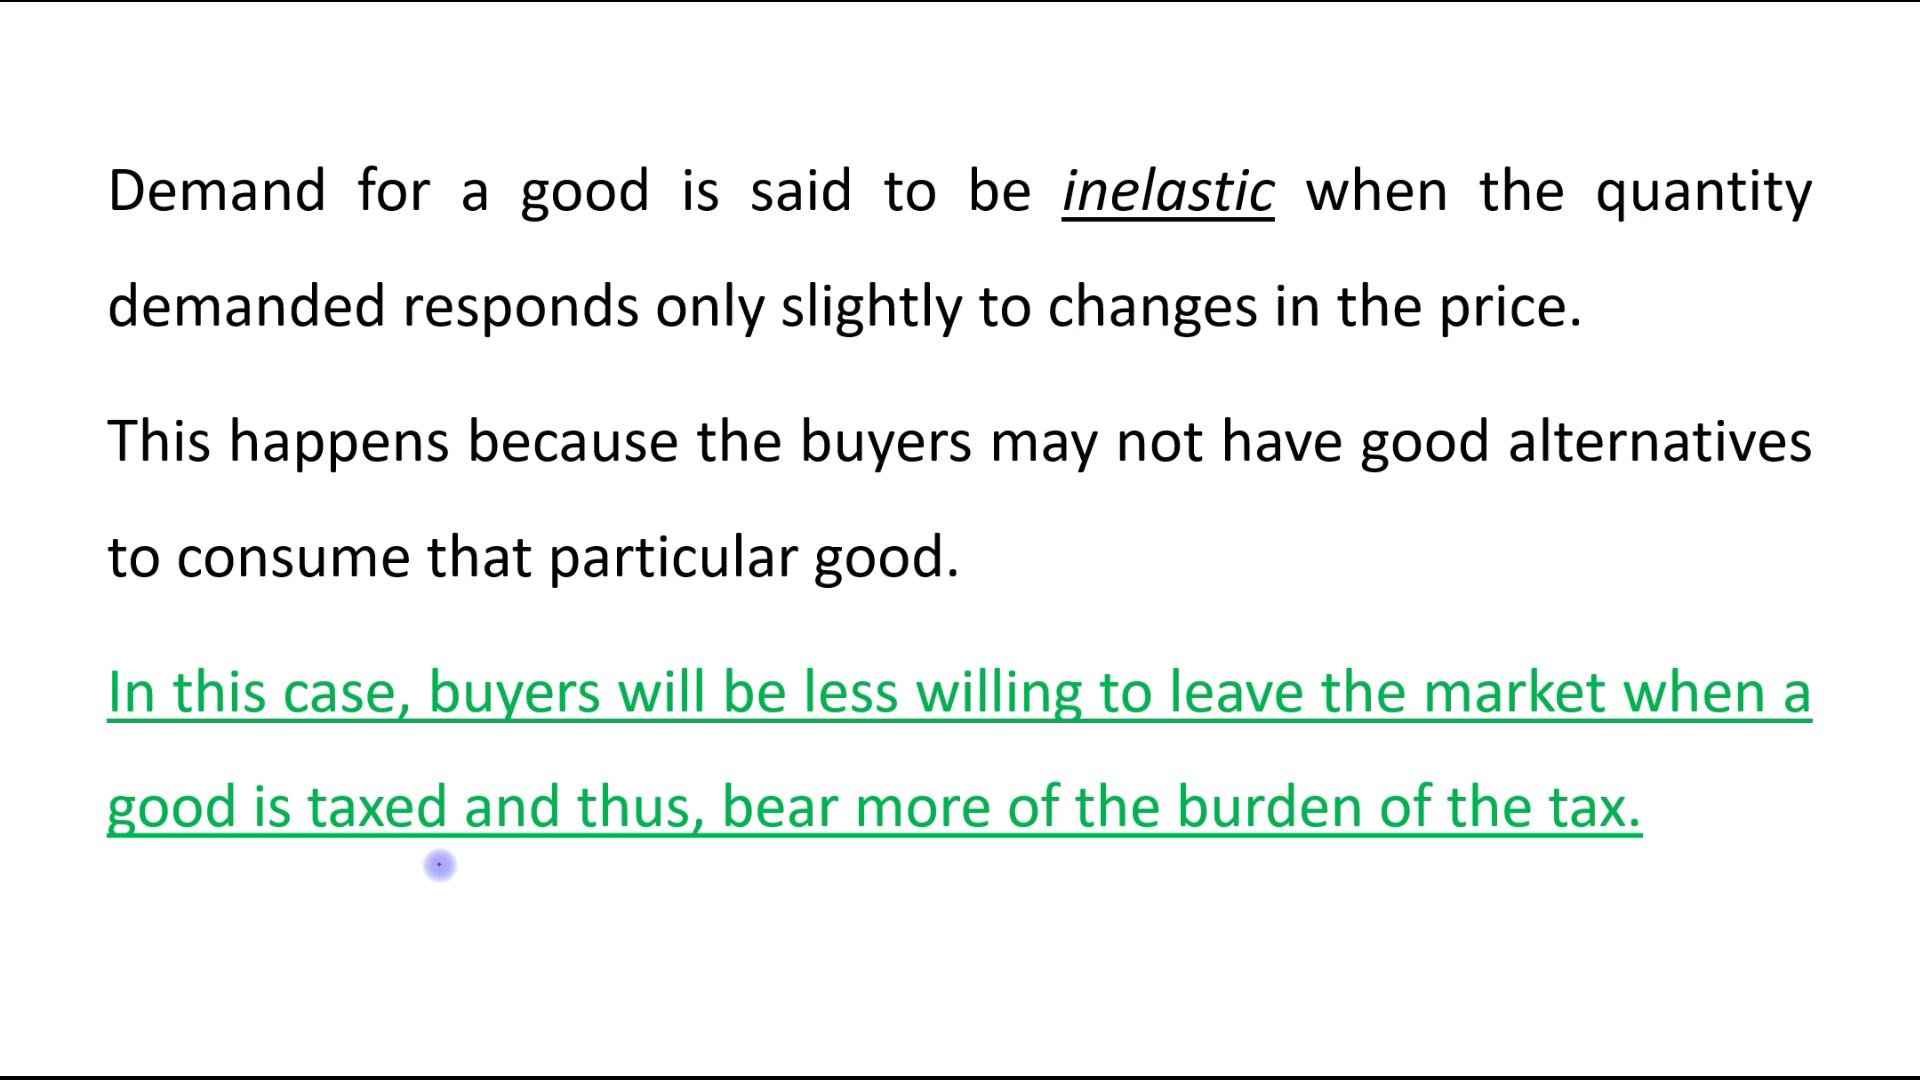 Demand for a good is said to be inelastic when the quantity
demanded responds only slightly to changes in the price.
This happens because the buyers may not have good alternatives
to consume that particular good.
In this case, buyers will be less willing to leave the market when a
good is taxed and thus, bear more of the burden of the tax.